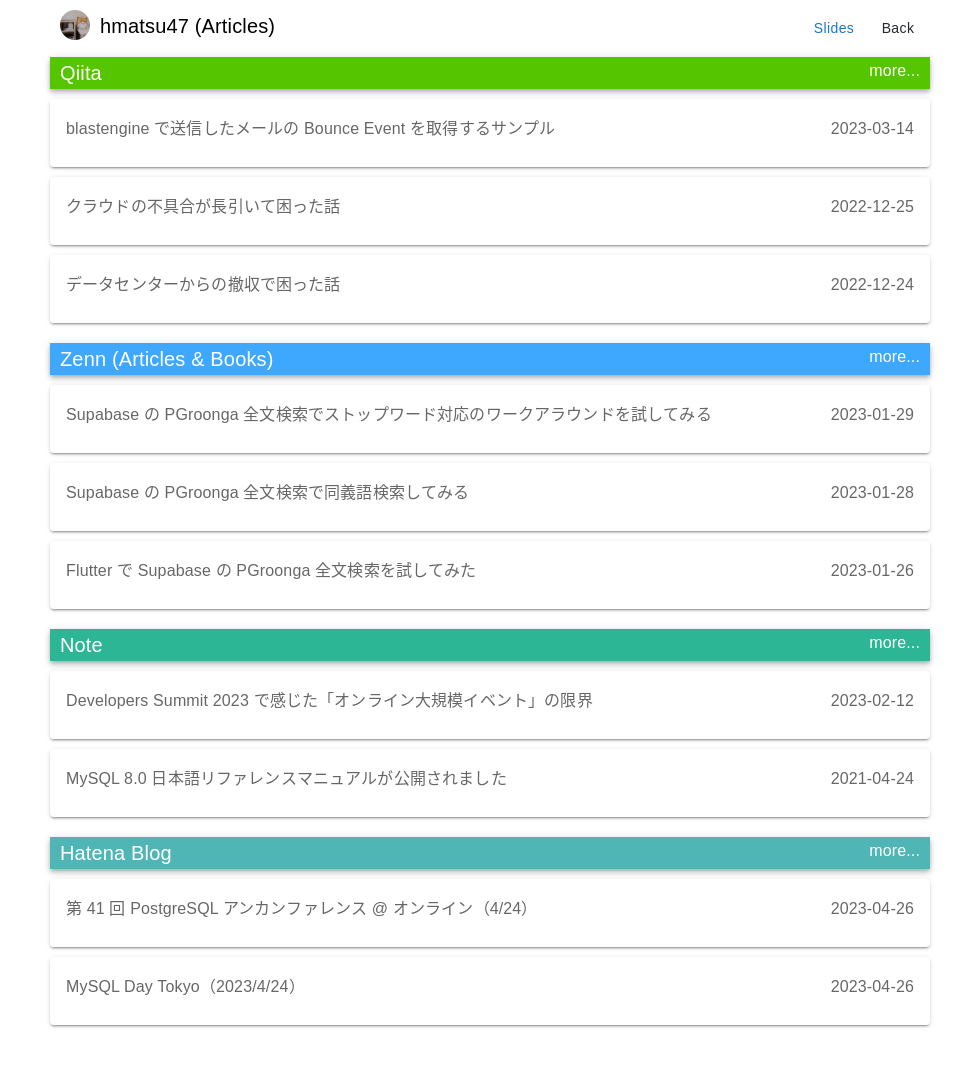 hmatsu47 (Articles)
Slides
Back
Qiita
more...
blastengine で送信したメールの Bounce Event を取得するサンプル
2023-03-14
クラウドの不具合が長引いて困った話
2022-12-25
データセンターからの撤収で困った話
2022-12-24
Zenn (Articles & Books)
more...
Supabase の PGroonga 全文検索でストップワード対応のワークアラウンドを試してみる
2023-01-29
Supabase の PGroonga 全文検索で同義語検索してみる
2023-01-28
Flutter で Supabase の PGroonga 全文検索を試してみた
2023-01-26
Note
more...
Developers Summit 2023 で感じた「オンライン大規模イベント」の限界
2023-02-12
MySQL 8.0 日本語リファレンスマニュアルが公開されました
2021-04-24
Hatena Blog
more...
第 41 回 PostgreSQL アンカンファレンス @ オンライン（4/24）
2023-04-26
MySQL Day Tokyo（2023/4/24）
2023-04-26